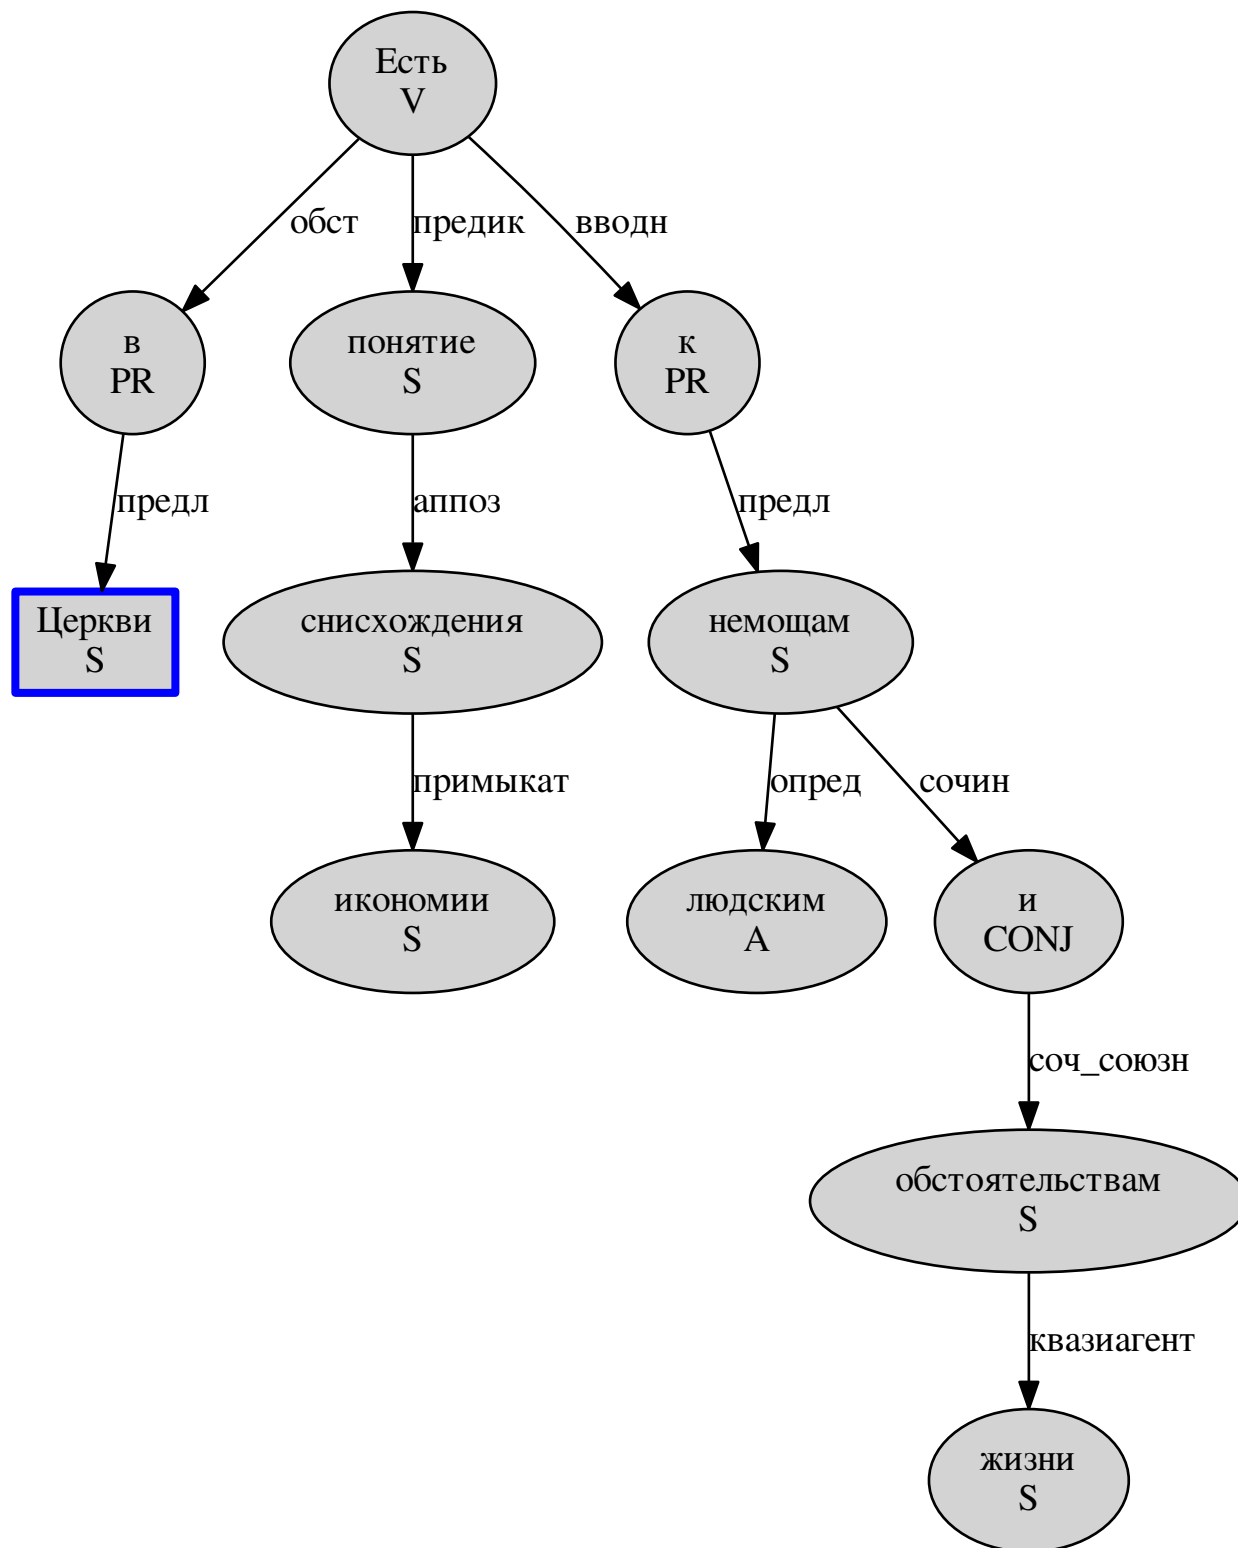 Есть
V
обст
предик
вводн
в
PR
понятие
S
к
PR
предл
аппоз
предл
Церкви
S
снисхождения
S
немощам
S
примыкат
опред
сочин
икономии
S
людским
A
и
CONJ
соч_союзн
обстоятельствам
S
квазиагент
жизни
S